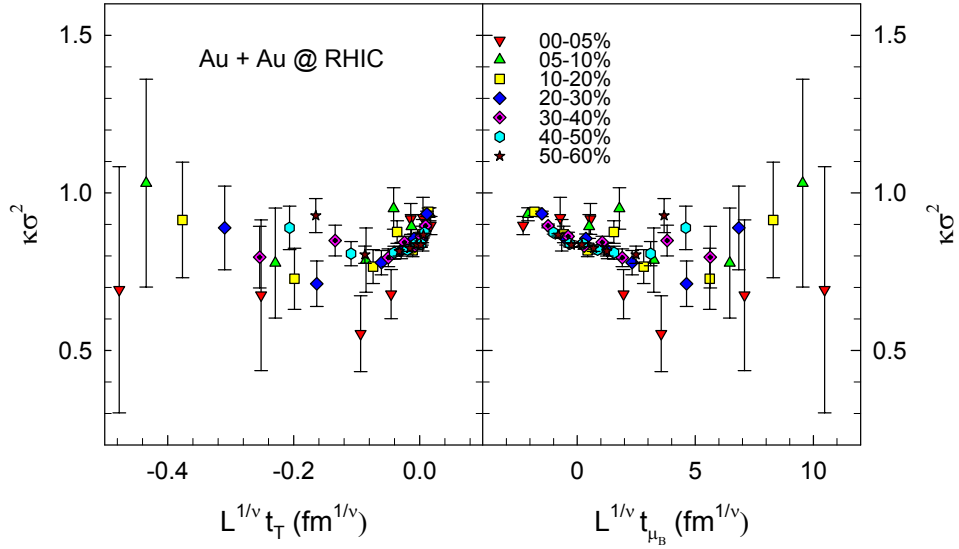 Au + Au @ RHIC
00-05%
05-10%
10-20%
20-30%
30-40%
40-50%
50-60%
κσ²
1.5
1.0
0.5
κσ²
1.5
1.0
0.5
-0.4 -0.2 0.0
0 5 10
L^{1/ν} t_T (fm^{1/ν})
L^{1/ν} t_{μ_B} (fm^{1/ν})